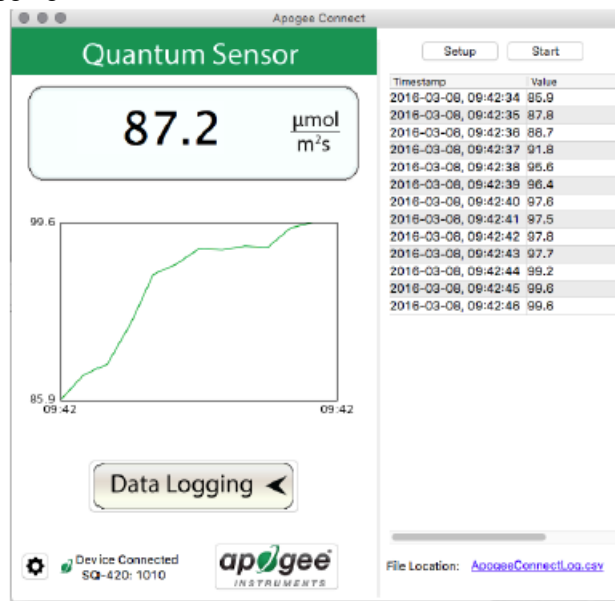 Apogee Connect
Quantum Sensor
87.2 µmol
m²s
99.6
85.9
09:42 09:42
Data Logging
Device Connected
SQ-420: 1010
apogee
INSTRUMENTS
Setup Start
Timestamp Value
2016-03-08, 09:42:34 85.9
2016-03-08, 09:42:35 87.8
2016-03-08, 09:42:36 88.7
2016-03-08, 09:42:37 91.8
2016-03-08, 09:42:38 95.6
2016-03-08, 09:42:39 96.4
2016-03-08, 09:42:40 97.6
2016-03-08, 09:42:41 97.5
2016-03-08, 09:42:42 97.8
2016-03-08, 09:42:43 97.7
2016-03-08, 09:42:44 99.2
2016-03-08, 09:42:45 99.6
2016-03-08, 09:42:46 99.6
File Location: ApogeeConnectLog.csv